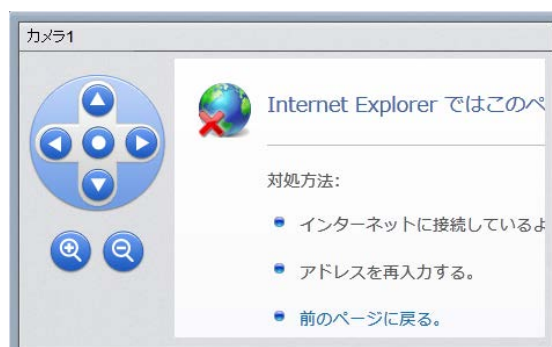 カメラ1
Internet Explorer ではこのペ
対処方法:
インターネットに接続しているよ
アドレスを再入力する。
前のページに戻る。